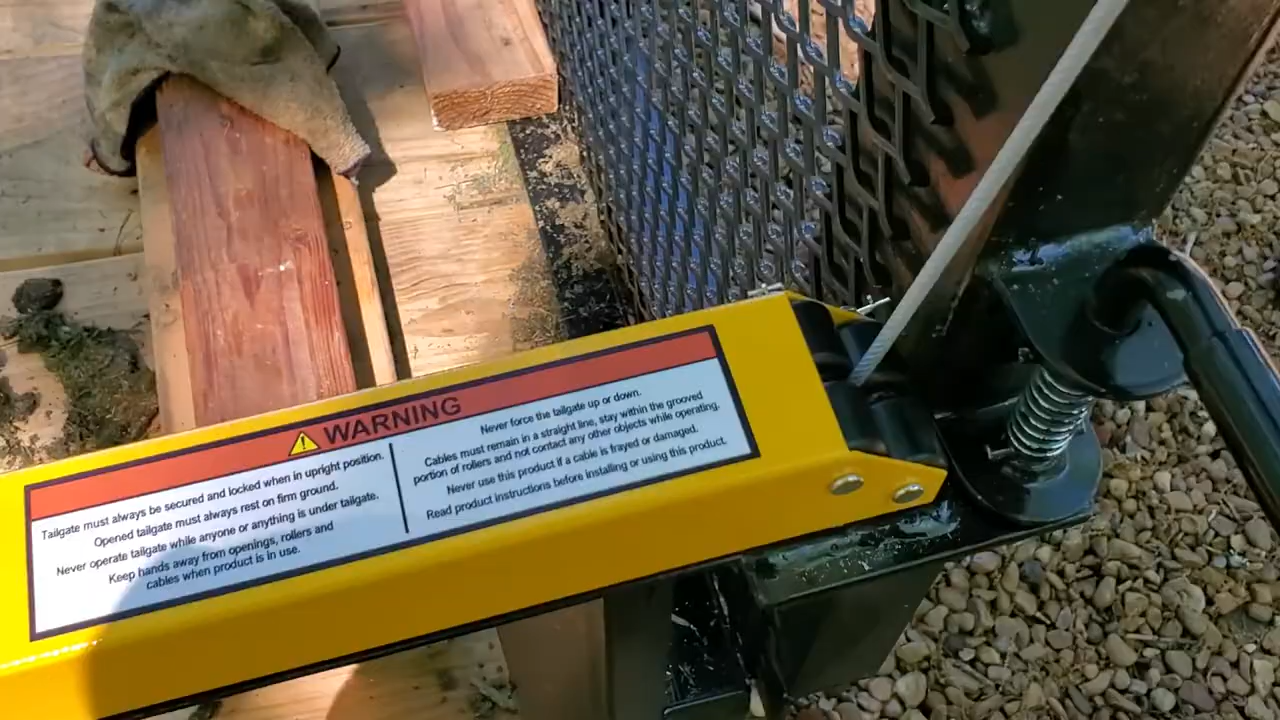 WARNING
Tailgate must always be secured and locked when in upright position.
Opened tailgate must always rest on firm ground.
Never operate tailgate while anyone or anything is under tailgate.
Keep hands away from openings, rollers and
cables when product is in use.
Never force the tailgate up or down.
Cables must remain in a straight line, stay within the grooved
portion of rollers and not contact any other objects while operating.
Never use this product if a cable is frayed or damaged.
Read product instructions before installing or using this product.